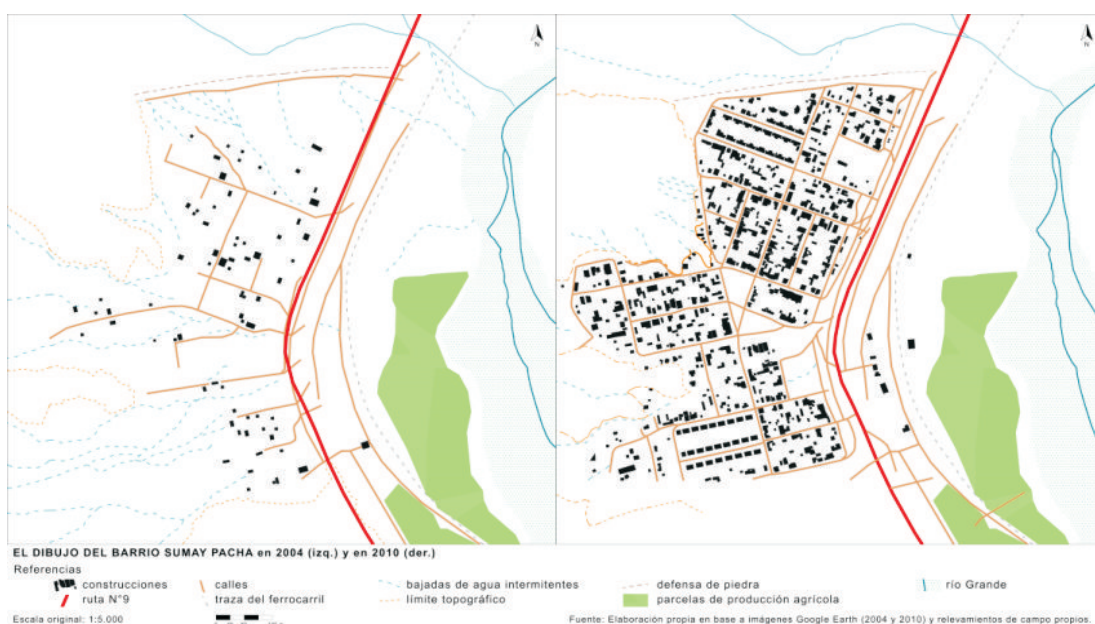 N
N
EL DIBUJO DEL BARRIO SUMAY PACHA en 2004 (izq.) y en 2010 (der.)
Referencias
construcciones calles bajadas de agua intermitentes defensa de piedra río Grande
ruta N°9 traza del ferrocarril límite topográfico parcelas de producción agrícola
Escala original: 1:5.000 Fuente: Elaboración propia en base a imágenes Google Earth (2004 y 2010) y relevamientos de campo propios.